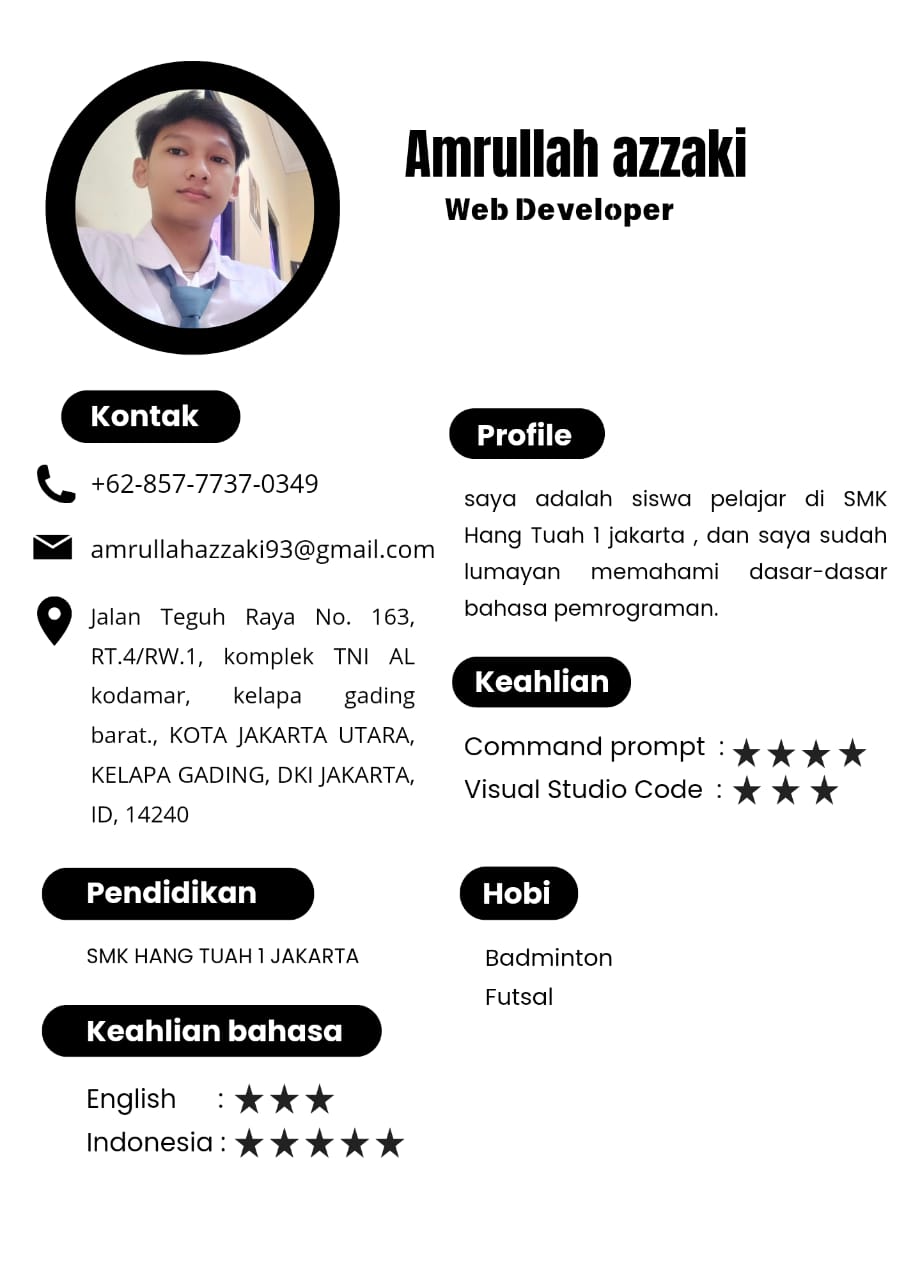 Amrullah azzaki
Web Developer
Kontak
+62-857-7737-0349
amrullahazzaki93@gmail.com
Jalan Teguh Raya No. 163,
RT.4/RW.1, komplek TNI AL
kodamar, kelapa gading
barat., KOTA JAKARTA UTARA,
KELAPA GADING, DKI JAKARTA,
ID, 14240
Pendidikan
SMK HANG TUAH 1 JAKARTA
Keahlian bahasa
English : ★★★
Indonesia : ★★★★★
Profile
saya adalah siswa pelajar di SMK
Hang Tuah 1 jakarta , dan saya sudah
lumayan memahami dasar-dasar
bahasa pemrograman.
Keahlian
Command prompt : ★★★★
Visual Studio Code : ★★★
Hobi
Badminton
Futsal